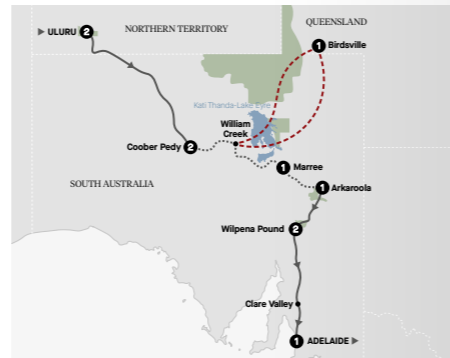 NORTHERN TERRITORY
QUEENSLAND
▶ ULURU 2
1 Birdsville
Kati Thanda-Lake Eyre
William
Creek
Coober Pedy 2
1 Marree
SOUTH AUSTRALIA
1 Arkaroola
Wilpena Pound 2
Clare Valley
1 ADELAIDE ▶